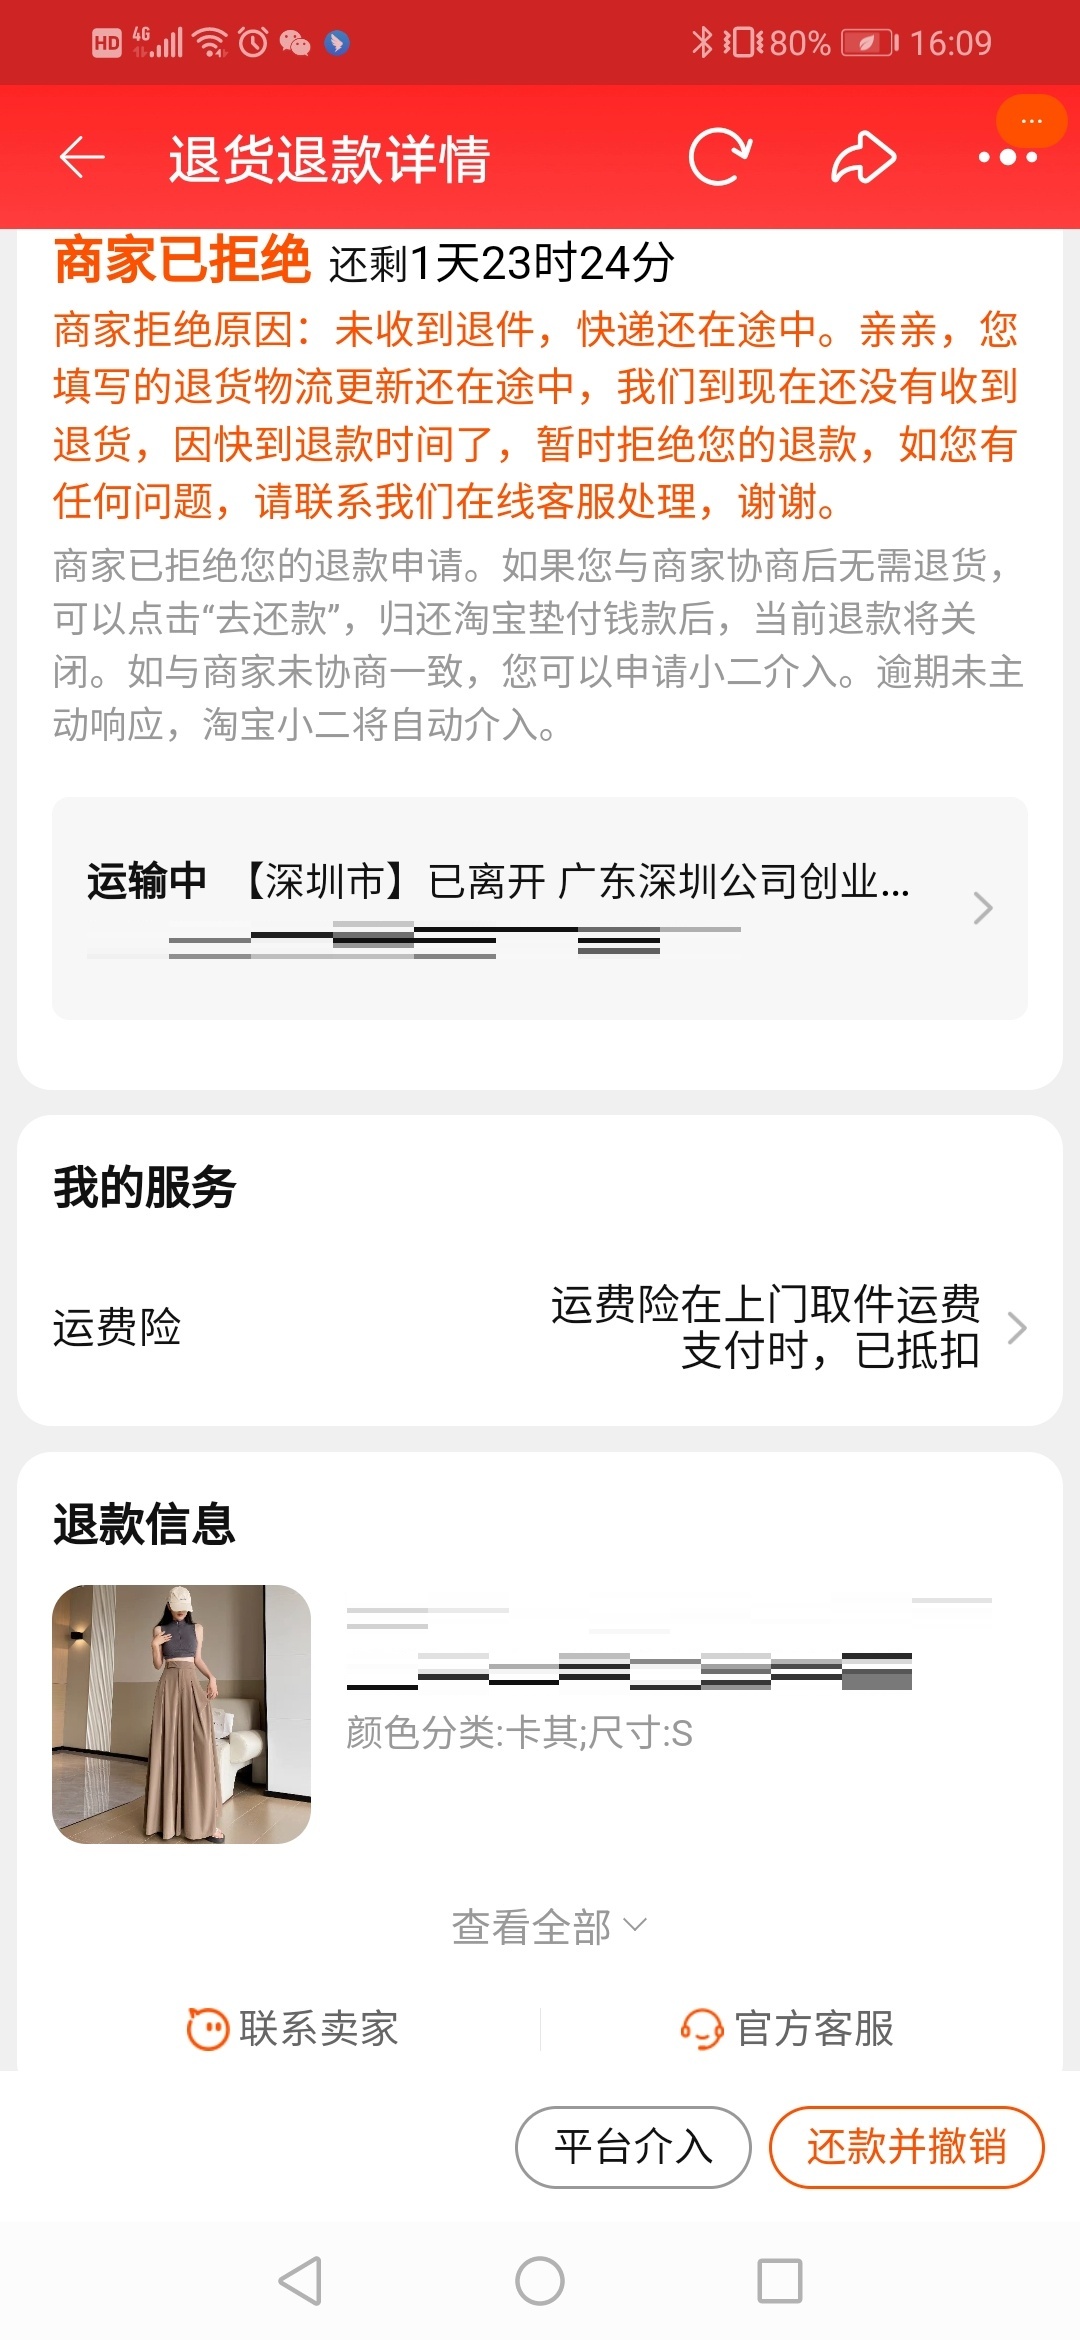 HD 4G 80% 16:09
退货退款详情
商家已拒绝 还剩1天23时24分
商家拒绝原因：未收到退件，快递还在途中。亲亲，您
填写的退货物流更新还在途中，我们到现在还没有收到
退货，因快到退款时间了，暂时拒绝您的退款，如您有
任何问题，请联系我们在线客服处理，谢谢。
商家已拒绝您的退款申请。如果您与商家协商后无需退货，
可以点击“去还款”，归还淘宝垫付钱款后，当前退款将关
闭。如与商家未协商一致，您可以申请小二介入。逾期未主
动响应，淘宝小二将自动介入。
运输中 【深圳市】已离开 广东深圳公司创业...
我的服务
运费险
运费险在上门取件运费
支付时，已抵扣
退款信息
颜色分类:卡其;尺寸:S
查看全部
联系卖家 官方客服
平台介入 还款并撤销